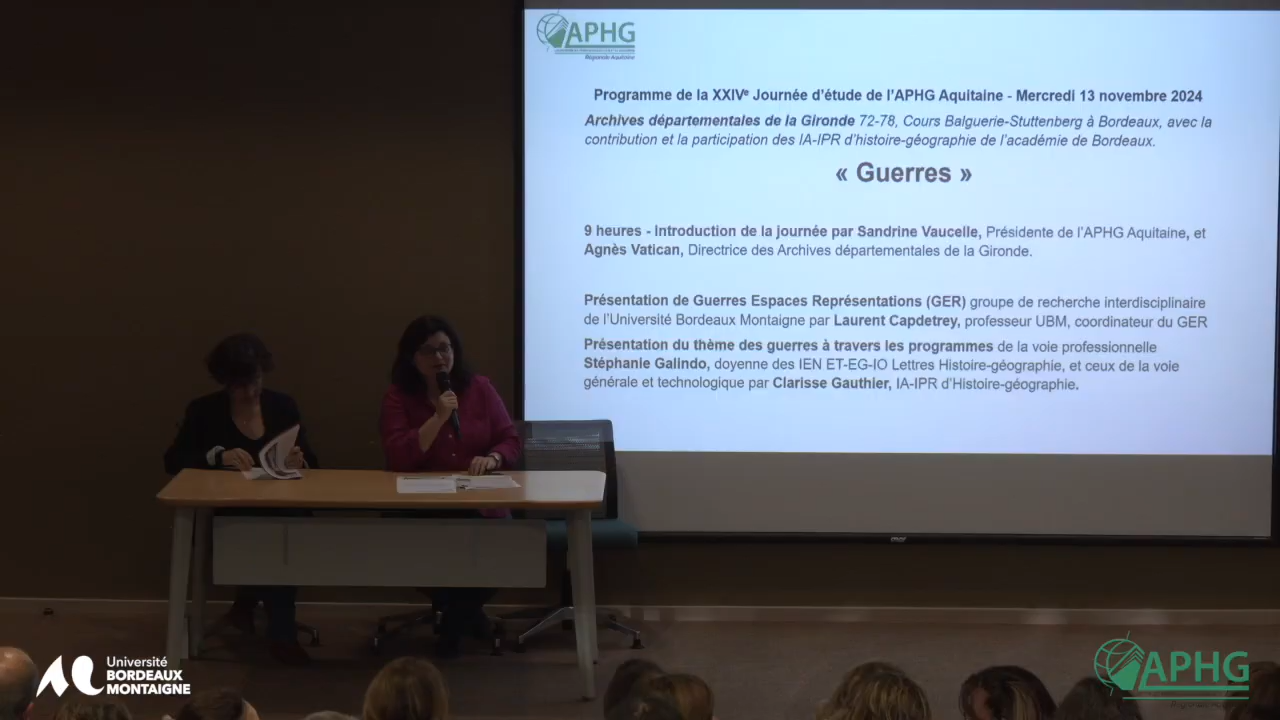 APHG
Régionale Aquitaine
Programme de la XXIVᵉ Journée d’étude de l’APHG Aquitaine - Mercredi 13 novembre 2024
Archives départementales de la Gironde 72-78, Cours Balguerie-Stuttenberg à Bordeaux, avec la
contribution et la participation des IA-IPR d’histoire-géographie de l’académie de Bordeaux.
« Guerres »
9 heures - Introduction de la journée par Sandrine Vaucelle, Présidente de l’APHG Aquitaine, et
Agnès Vatican, Directrice des Archives départementales de la Gironde.
Présentation de Guerres Espaces Représentations (GER) groupe de recherche interdisciplinaire
de l’Université Bordeaux Montaigne par Laurent Capdetrey, professeur UBM, coordinateur du GER
Présentation du thème des guerres à travers les programmes de la voie professionnelle
Stéphanie Galindo, doyenne des IEN ET-EG-IO Lettres Histoire-géographie, et ceux de la voie
générale et technologique par Clarisse Gauthier, IA-IPR d’Histoire-géographie.
Université
BORDEAUX
MONTAIGNE
APHG